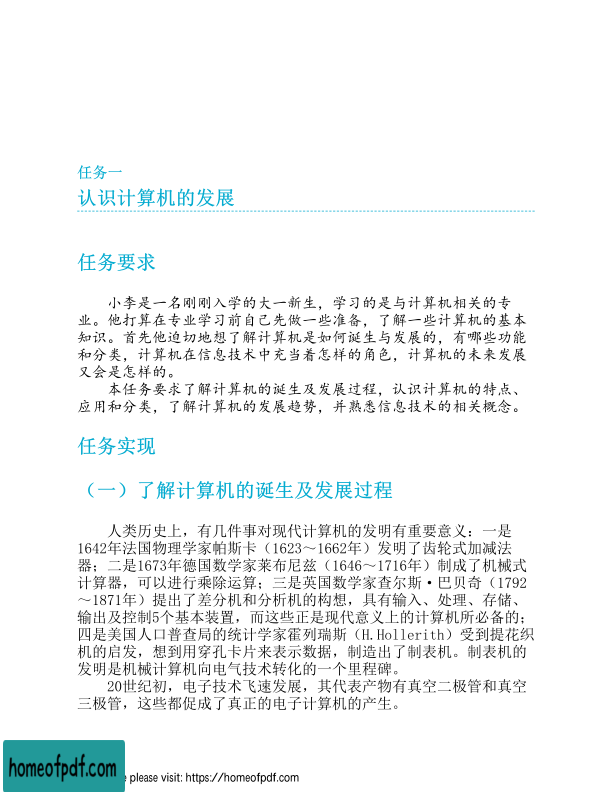 任务一
认识计算机的发展
任务要求
小李是一名刚刚入学的大一新生，学习的是与计算机相关的专
业。他打算在专业学习前自己先做一些准备，了解一些计算机的基本
知识。首先他迫切地想了解计算机是如何诞生与发展的，有哪些功能
和分类，计算机在信息技术中充当着怎样的角色，计算机的未来发展
又会是怎样的。
本任务要求了解计算机的诞生及发展过程，认识计算机的特点、
应用和分类，了解计算机的发展趋势，并熟悉信息技术的相关概念。
任务实现
（一）了解计算机的诞生及发展过程
人类历史上，有几件事对现代计算机的发明有重要意义：一是
1642年法国物理学家帕斯卡（1623～1662年）发明了齿轮式加减法
器；二是1673年德国数学家莱布尼兹（1646～1716年）制成了机械式
计算器，可以进行乘除运算；三是英国数学家查尔斯·巴贝奇（1792
～1871年）提出了差分机和分析机的构想，具有输入、处理、存储、
输出及控制5个基本装置，而这些正是现代意义上的计算机所必备的；
四是美国人口普查局的统计学家霍列瑞斯（H.Hollerith）受到提花织
机的启发，想到用穿孔卡片来表示数据，制造出了制表机。制表机的
发明是机械计算机向电气技术转化的一个里程碑。
20世纪初，电子技术飞速发展，其代表产物有真空二极管和真空
三极管，这些都促成了真正的电子计算机的产生。
homeofpdf.com
please visit: https://homeofpdf.com